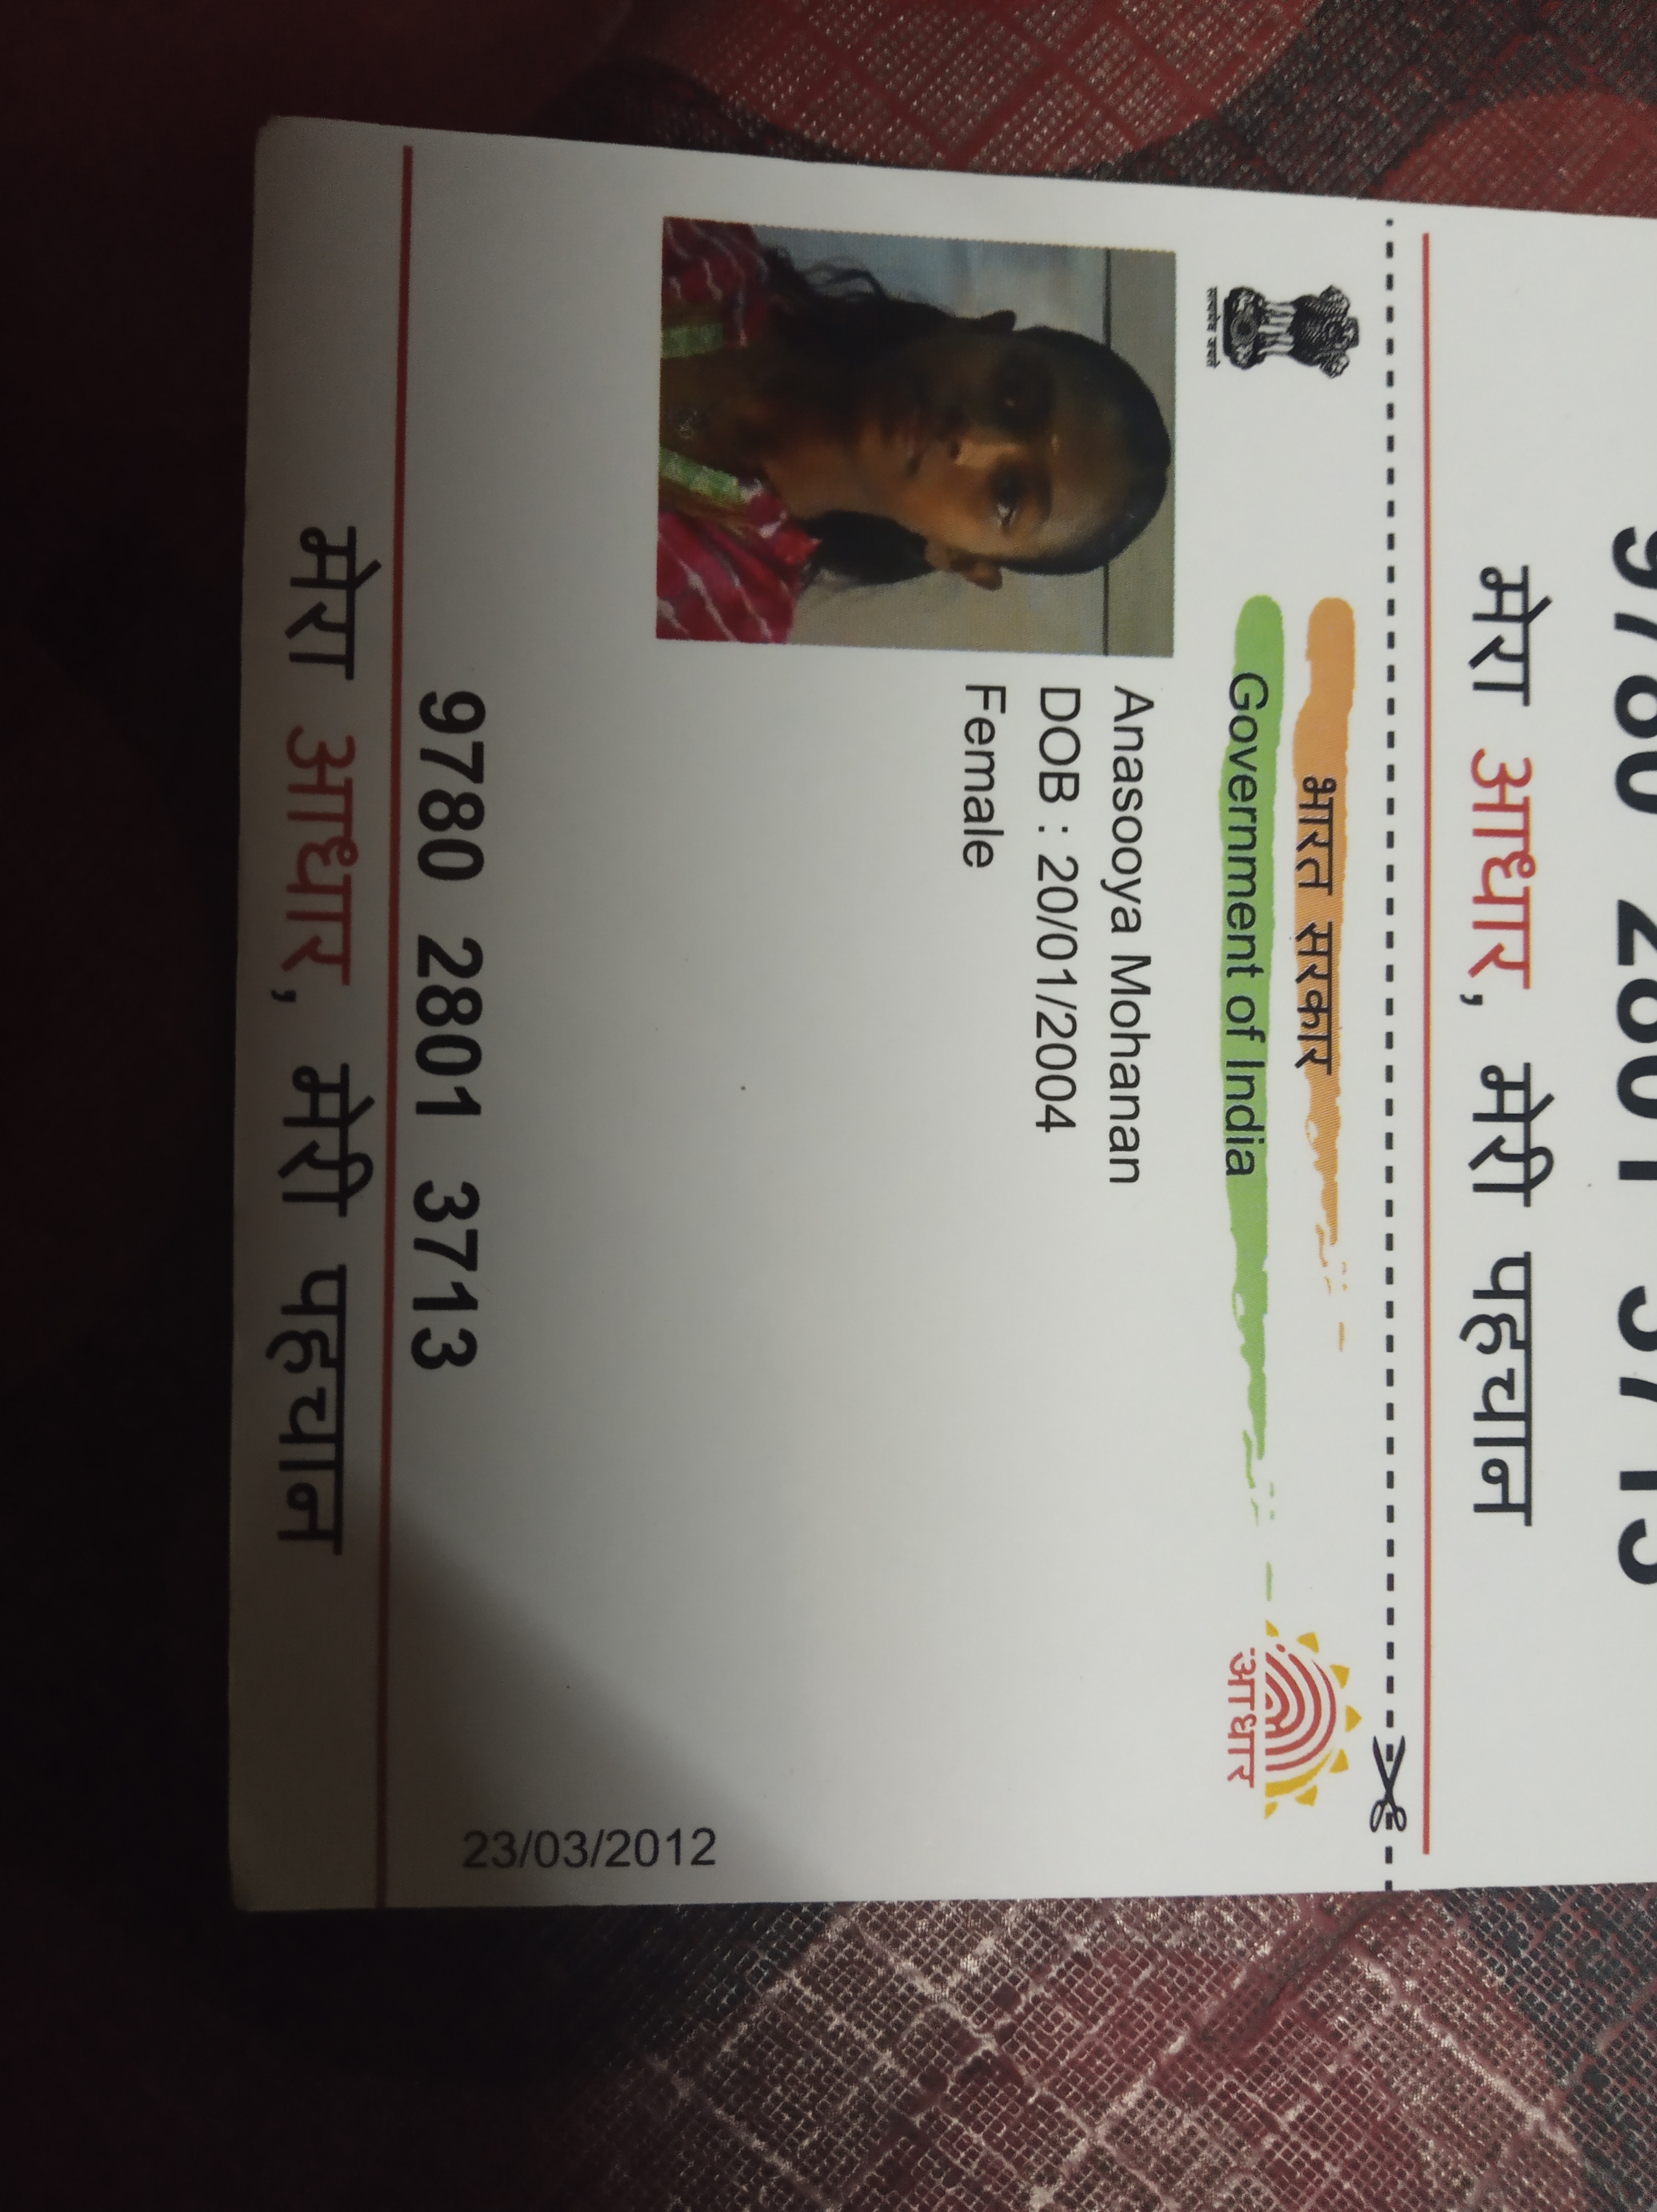 9780 2801 3713
मेरा आधार, मेरी पहचान
भारत सरकार
Government of India
आधार
सत्यमेव जयते
Anasooya Mohanan
DOB : 20/01/2004
Female
23/03/2012
9780 2801 3713
मेरा आधार, मेरी पहचान